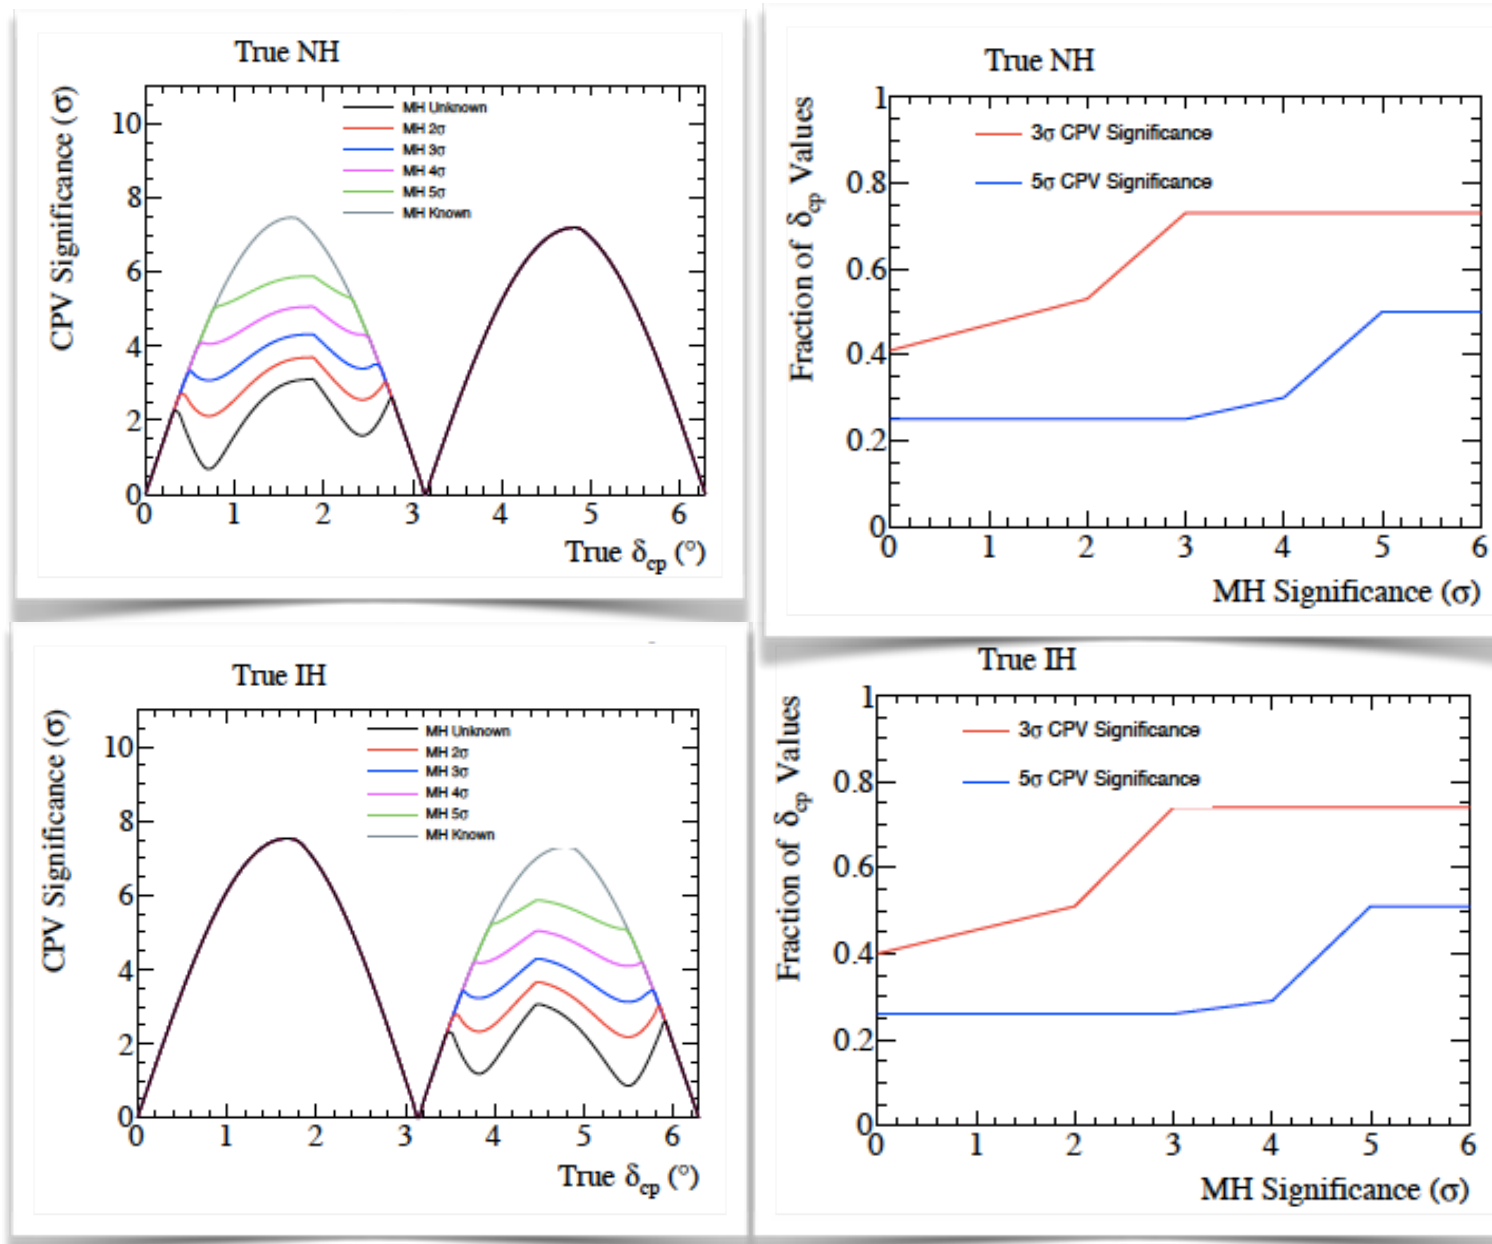 True NH
CPV Significance (σ)
10
8
6
4
2
0
MH Unknown
MH 2σ
MH 3σ
MH 4σ
MH 5σ
MH Known
0 1 2 3 4 5 6
True δcp (°)
True NH
Fraction of δcp Values
1
0.8
0.6
0.4
0.2
0
3σ CPV Significance
5σ CPV Significance
0 1 2 3 4 5 6
MH Significance (σ)
True IH
CPV Significance (σ)
10
8
6
4
2
0
MH Unknown
MH 2σ
MH 3σ
MH 4σ
MH 5σ
MH Known
0 1 2 3 4 5 6
True δcp (°)
True IH
Fraction of δcp Values
1
0.8
0.6
0.4
0.2
0
3σ CPV Significance
5σ CPV Significance
0 1 2 3 4 5 6
MH Significance (σ)